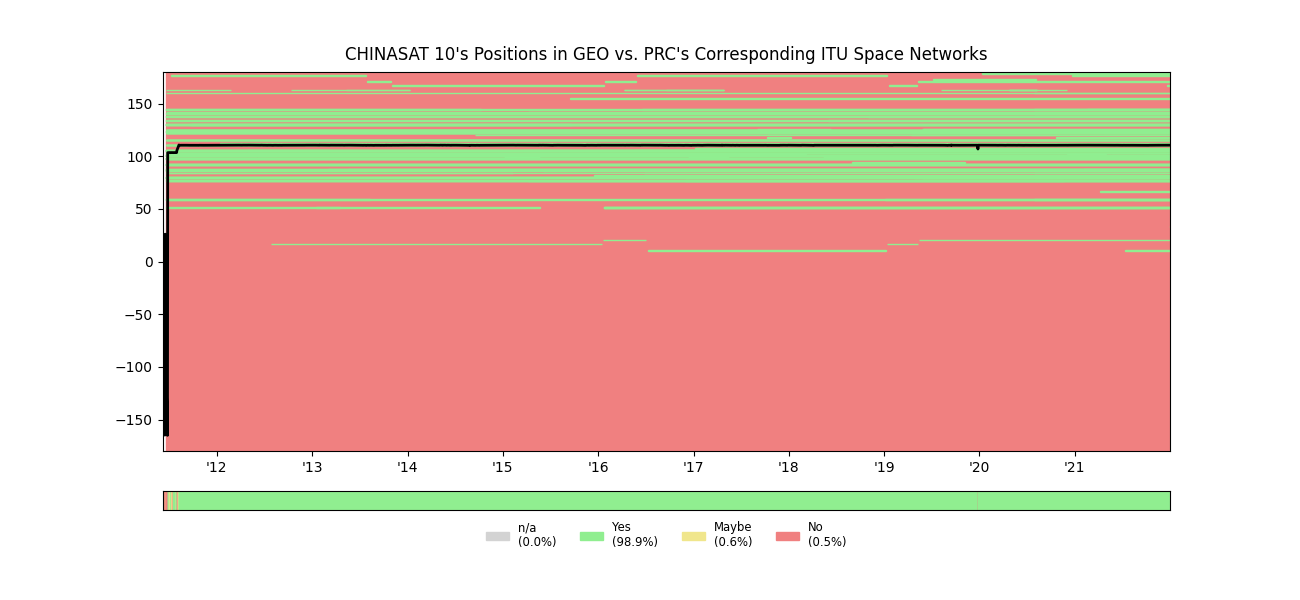 CHINASAT 10's Positions in GEO vs. PRC's Corresponding ITU Space Networks
150
100
50
0
−50
−100
−150
'12 '13 '14 '15 '16 '17 '18 '19 '20 '21
n/a Yes Maybe No
(0.0%) (98.9%) (0.6%) (0.5%)